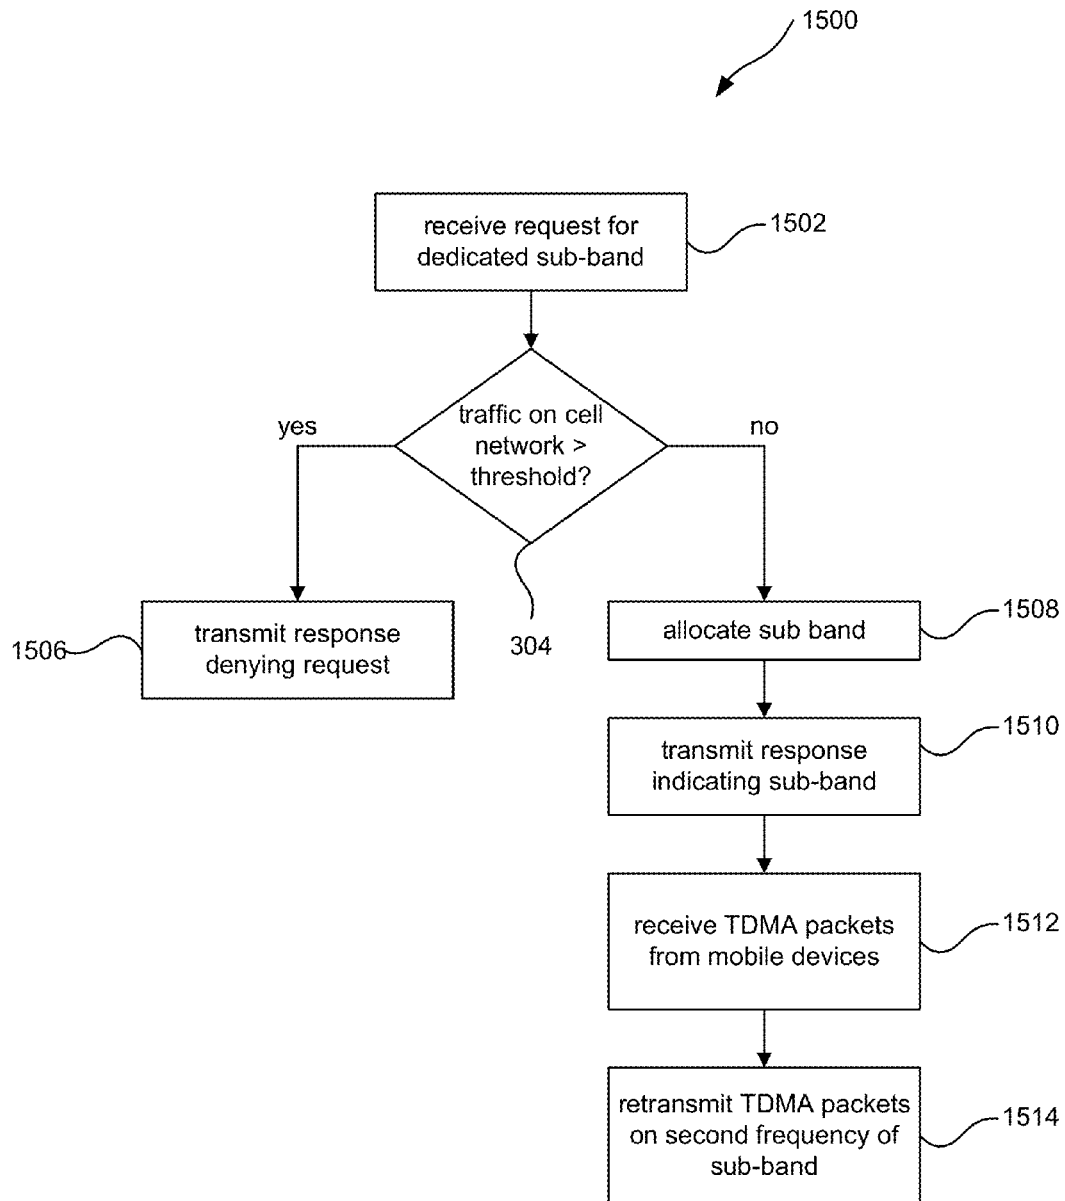 1500
receive request for
dedicated sub-band
1502
traffic on cell
network >
threshold?
yes
no
304
transmit response
denying request
1506
allocate sub band
1508
transmit response
indicating sub-band
1510
receive TDMA packets
from mobile devices
1512
retransmit TDMA packets
on second frequency of
sub-band
1514